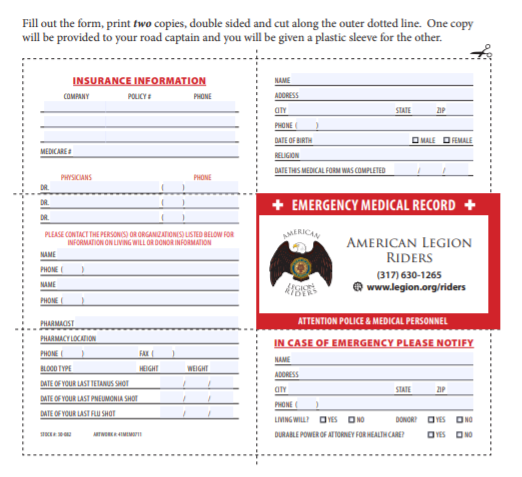 Fill out the form, print two copies, double sided and cut along the outer dotted line.  One copy
will be provided to your road captain and you will be given a plastic sleeve for the other.
INSURANCE INFORMATION
COMPANY POLICY # PHONE
MEDICARE #
PHYSICIANS PHONE
DR. ( )
DR. ( )
DR. ( )
PLEASE CONTACT THE PERSON(S) OR ORGANIZATION(S) LISTED BELOW FOR
INFORMATION ON LIVING WILL OR DONOR INFORMATION
NAME
PHONE ( )
NAME
PHONE ( )
PHARMACIST
PHARMACY LOCATION
PHONE ( ) FAX ( )
BLOOD TYPE HEIGHT WEIGHT
DATE OF YOUR LAST TETANUS SHOT / /
DATE OF YOUR LAST PNEUMONIA SHOT / /
DATE OF YOUR LAST FLU SHOT / /
STOCK #: 30-082 ARTWORK #: 41MEM0711
NAME
ADDRESS
CITY STATE ZIP
PHONE ( )
DATE OF BIRTH MALE FEMALE
RELIGION
DATE THIS MEDICAL FORM WAS COMPLETED / /
EMERGENCY MEDICAL RECORD
AMERICAN
LEGION
RIDERS
AMERICAN LEGION
RIDERS
(317) 630-1265
www.legion.org/riders
ATTENTION POLICE & MEDICAL PERSONNEL
IN CASE OF EMERGENCY PLEASE NOTIFY
NAME
ADDRESS
CITY STATE ZIP
PHONE ( )
LIVING WILL? YES NO DONOR? YES NO
DURABLE POWER OF ATTORNEY FOR HEALTH CARE? YES NO